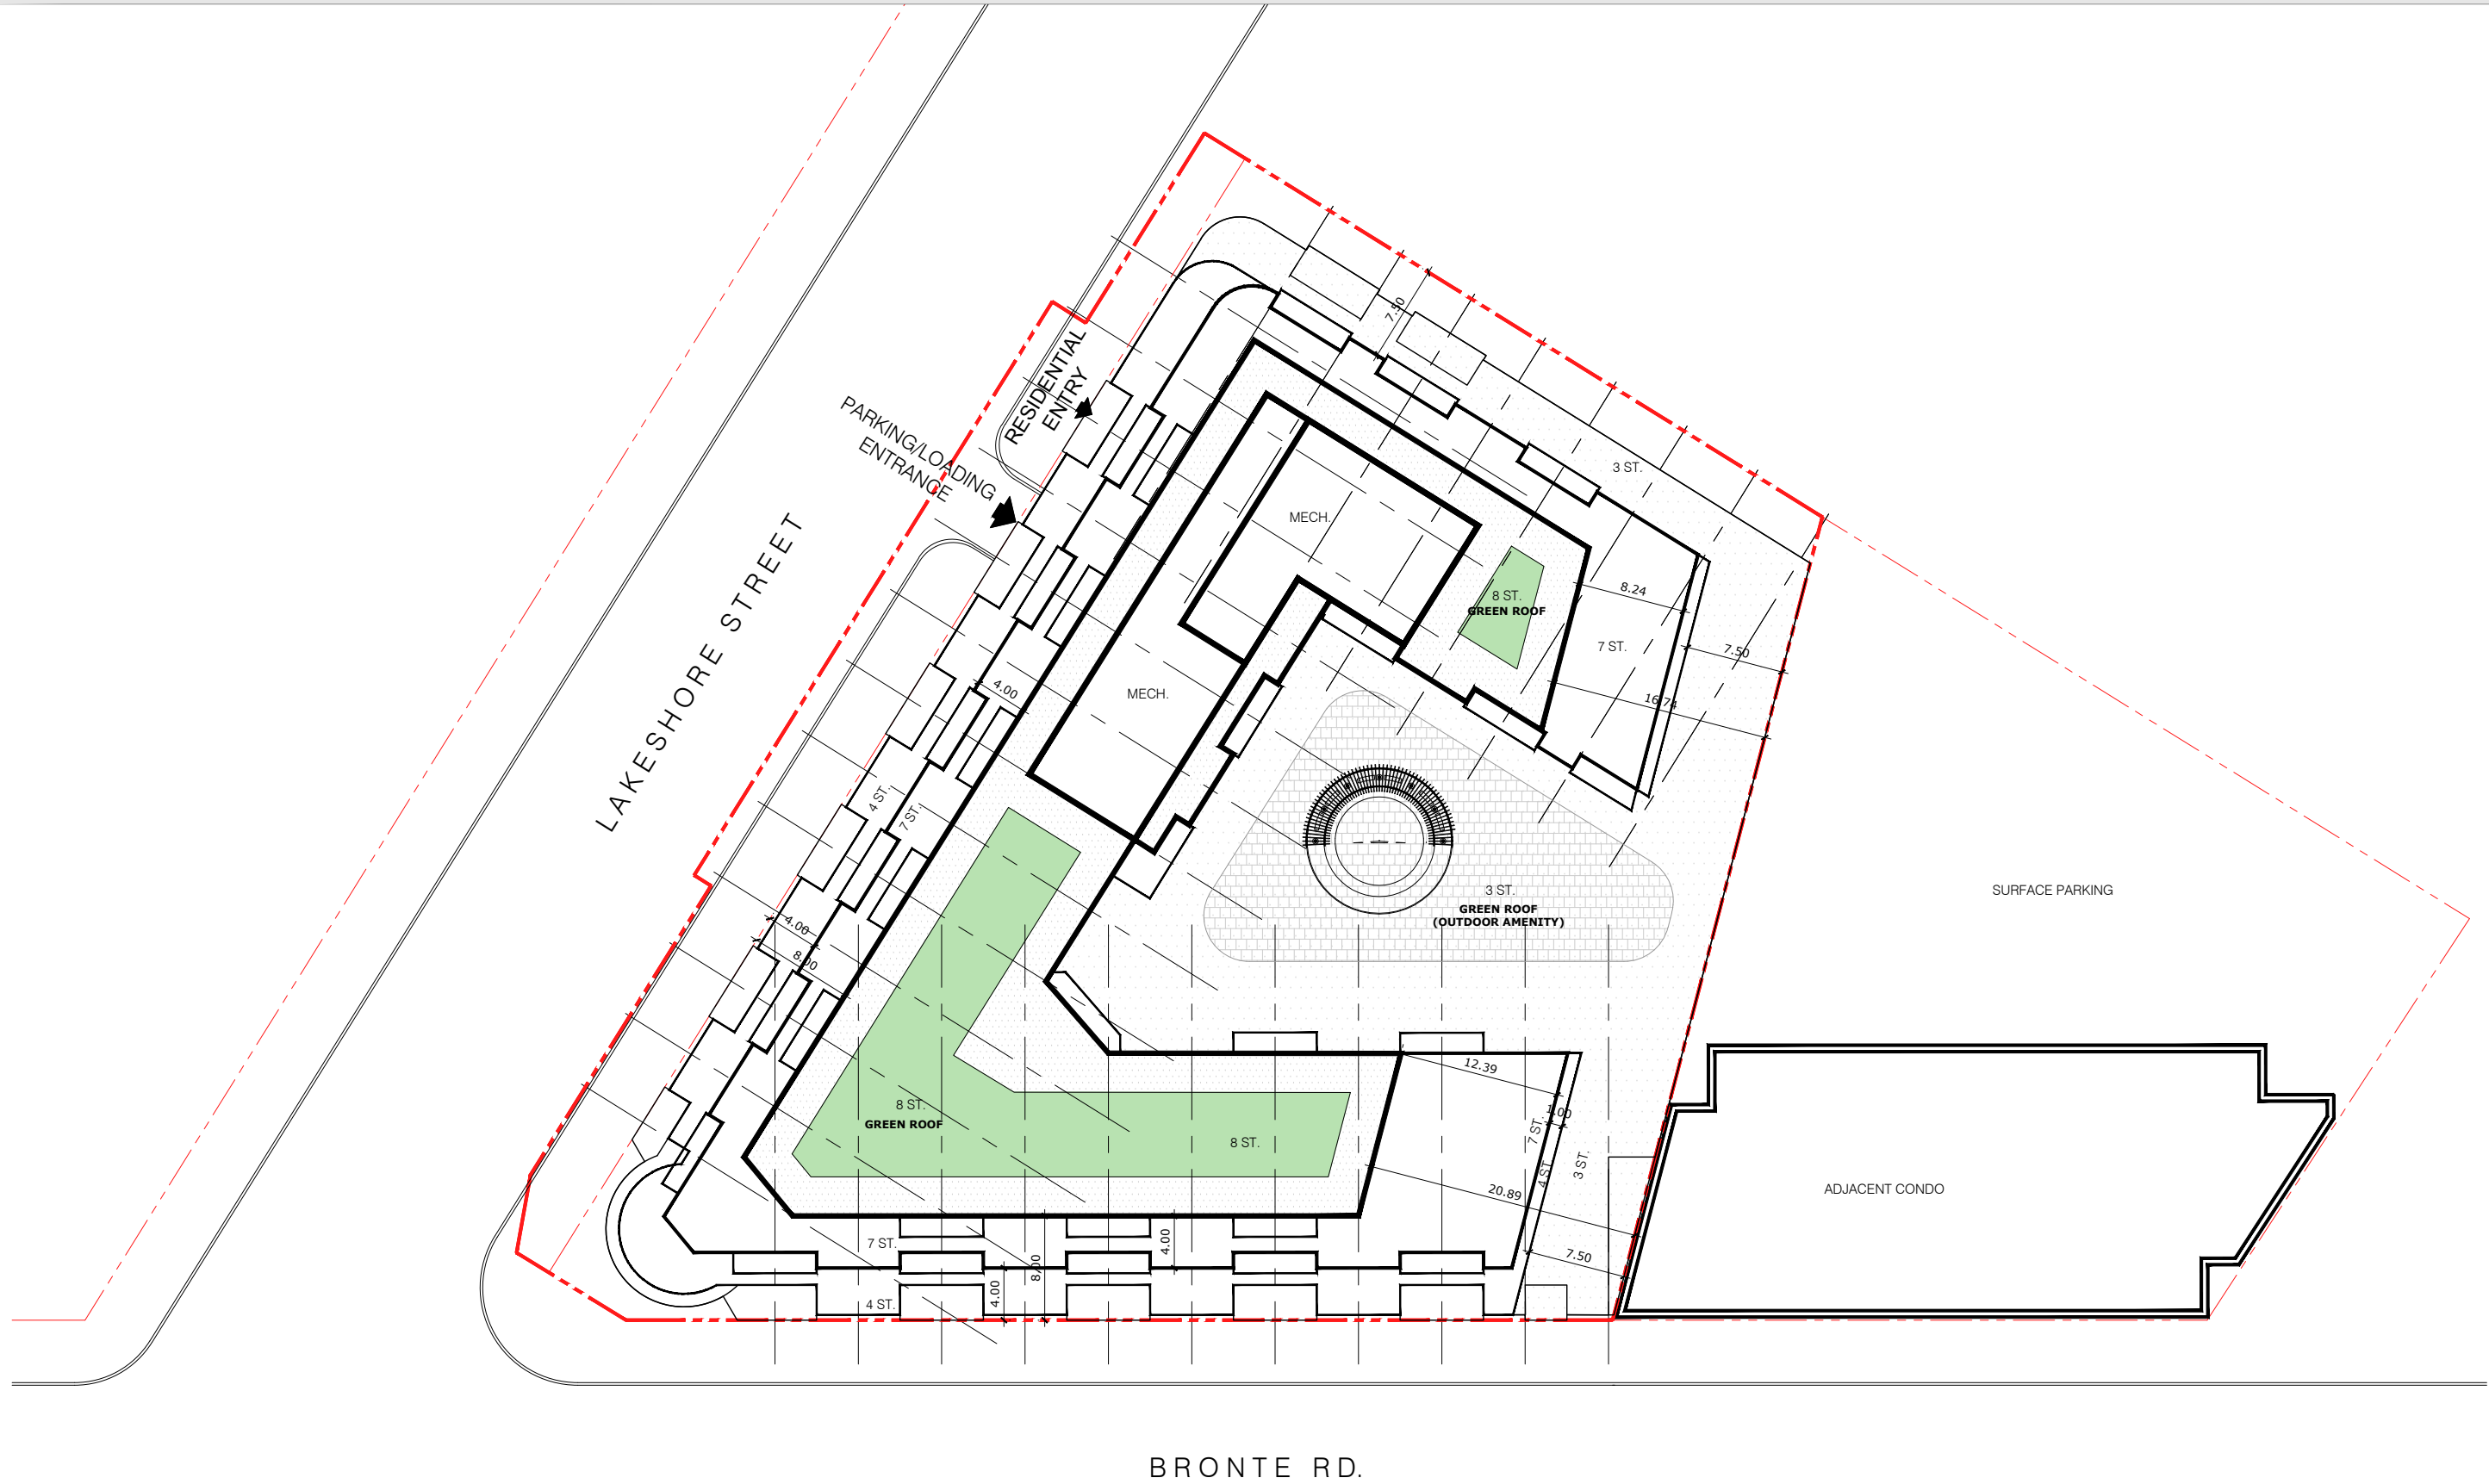 7.50
RESIDENTIAL
ENTRY
PARKING/LOADING
ENTRANCE
3 ST.
MECH.
8 ST.
GREEN ROOF
8.24
7 ST.
7.50
16.74
4.00
MECH.
LAKESHORE STREET
4 ST.
7 ST.
3 ST.
GREEN ROOF
(OUTDOOR AMENITY)
SURFACE PARKING
4.00
8.00
12.39
1.00
8 ST.
GREEN ROOF
8 ST.
7 ST.
4 ST.
3 ST.
20.89
ADJACENT CONDO
7 ST.
4.00
8.00
4.00
7.50
4 ST.
BRONTE RD.